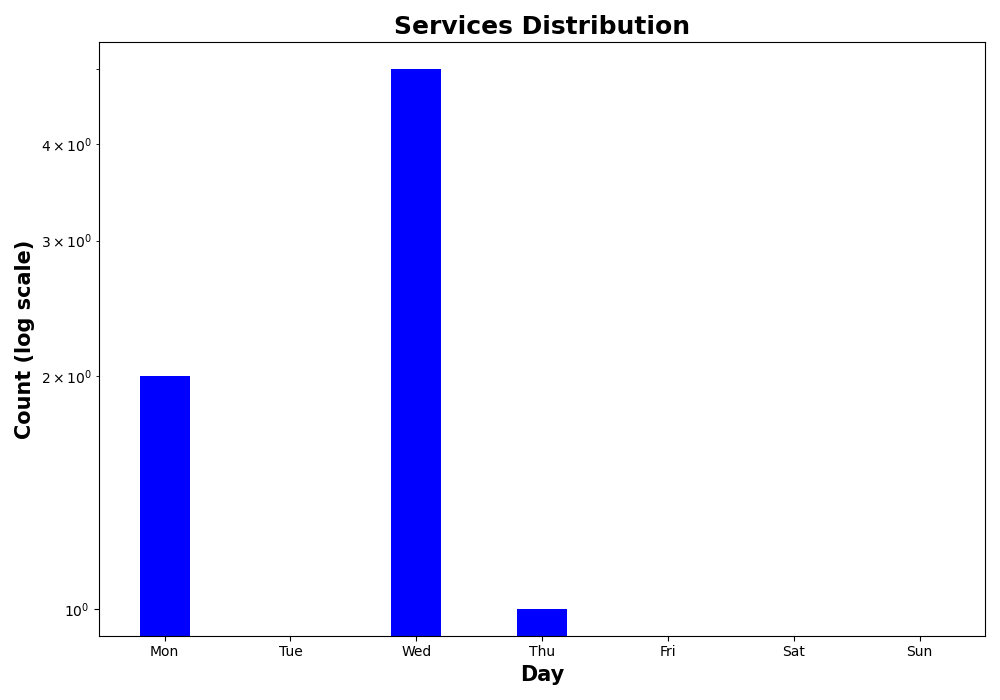 Services Distribution
Count (log scale)
4 × 10⁰
3 × 10⁰
2 × 10⁰
10⁰
Mon Tue Wed Thu Fri Sat Sun
Day